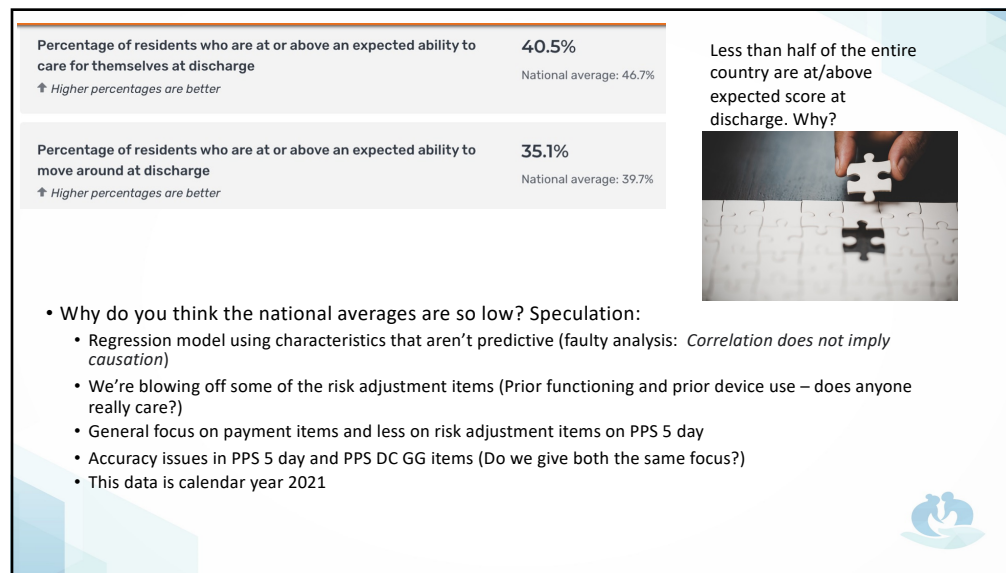 Percentage of residents who are at or above an expected ability to
care for themselves at discharge
↑ Higher percentages are better
40.5%
National average: 46.7%
Percentage of residents who are at or above an expected ability to
move around at discharge
↑ Higher percentages are better
35.1%
National average: 39.7%
Less than half of the entire
country are at/above
expected score at
discharge. Why?
• Why do you think the national averages are so low? Speculation:
• Regression model using characteristics that aren’t predictive (faulty analysis: Correlation does not imply
causation)
• We’re blowing off some of the risk adjustment items (Prior functioning and prior device use – does anyone
really care?)
• General focus on payment items and less on risk adjustment items on PPS 5 day
• Accuracy issues in PPS 5 day and PPS DC GG items (Do we give both the same focus?)
• This data is calendar year 2021